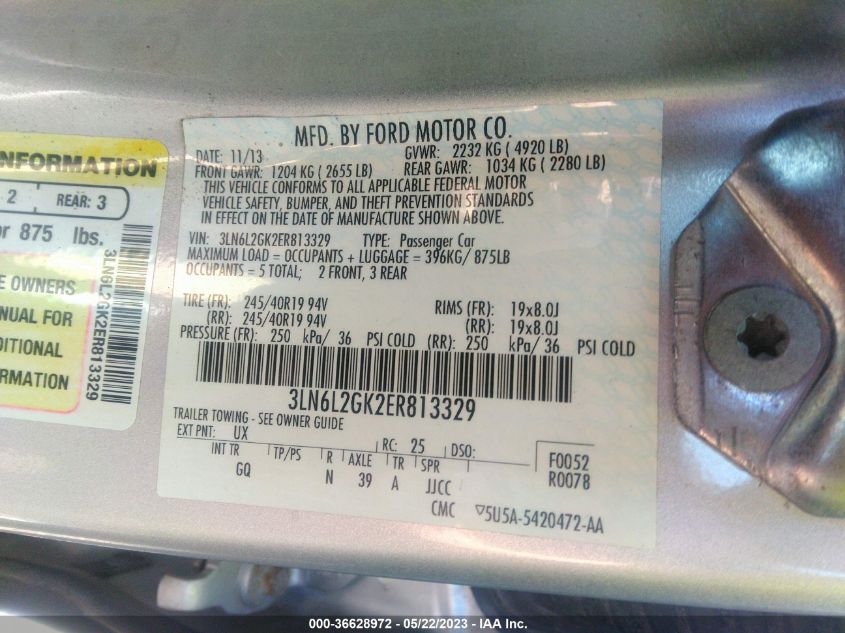 MFD. BY FORD MOTOR CO.
DATE: 11/13 GVWR: 2232 KG ( 4920 LB)
FRONT GAWR: 1204 KG ( 2655 LB) REAR GAWR: 1034 KG ( 2280 LB)
THIS VEHICLE CONFORMS TO ALL APPLICABLE FEDERAL MOTOR
VEHICLE SAFETY, BUMPER, AND THEFT PREVENTION STANDARDS
IN EFFECT ON THE DATE OF MANUFACTURE SHOWN ABOVE.
VIN: 3LN6L2GK2ER813329 TYPE: Passenger Car
MAXIMUM LOAD = OCCUPANTS + LUGGAGE = 396KG/ 875LB
OCCUPANTS = 5 TOTAL; 2 FRONT, 3 REAR
TIRE (FR): 245/40R19 94V RIMS (FR): 19x8.0J
(RR): 245/40R19 94V (RR): 19x8.0J
PRESSURE (FR): 250 kPa/ 36 PSI COLD (RR): 250 kPa/ 36 PSI COLD
3LN6L2GK2ER813329
TRAILER TOWING - SEE OWNER GUIDE
EXT PNT: UX RC: 25 DSO:
INT TR TP/PS R AXLE TR SPR F0052
GQ N 39 A JJCC R0078
CMC ▽5U5A-5420472-AA
INFORMATION
2 REAR: 3
or 875 lbs.
E OWNERS
MANUAL FOR
DITIONAL
FORMATION
3LN6L2GK2ER813329
000-36628972 — 05/22/2023 — IAA Inc.